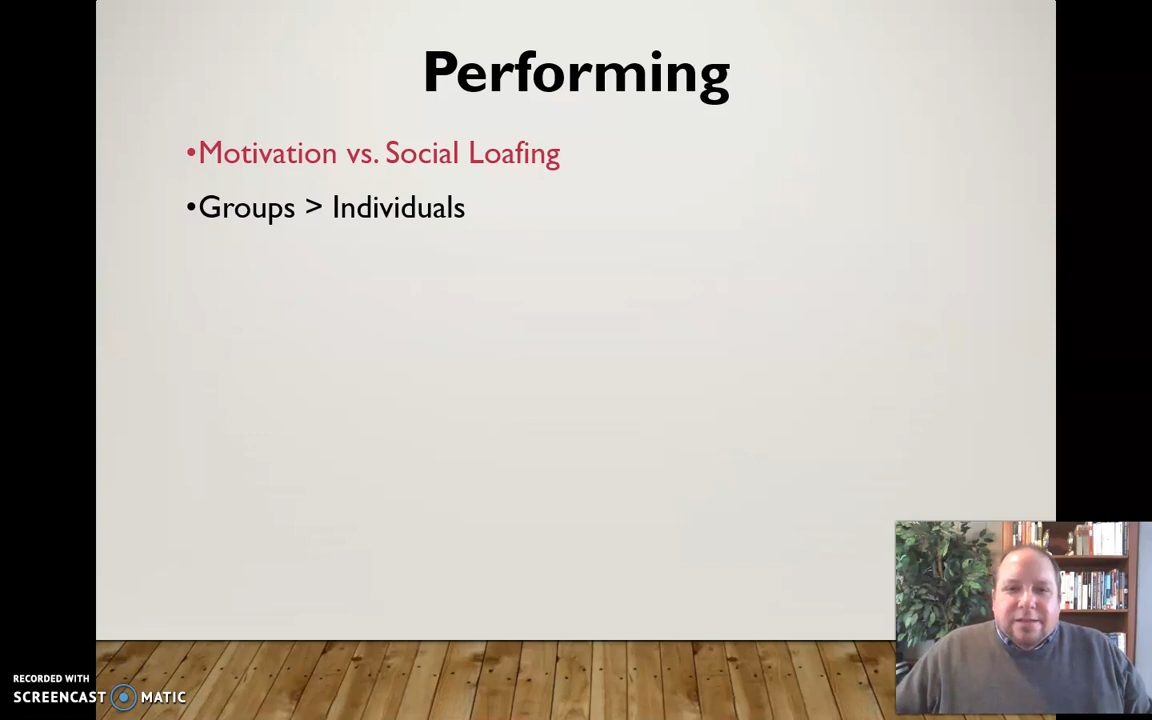 Performing
•Motivation vs. Social Loafing
•Groups > Individuals
RECORDED WITH
SCREENCAST MATIC